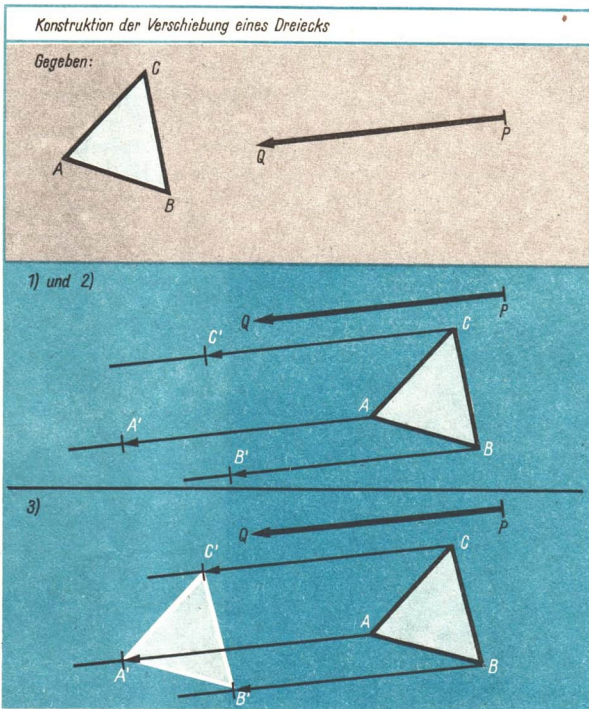 Konstruktion der Verschiebung eines Dreiecks
Gegeben:
C
A
B
Q
P
1) und 2)
Q
P
C'
C
A'
A
B'
B
3)
Q
P
C'
C
A
A'
B
B'